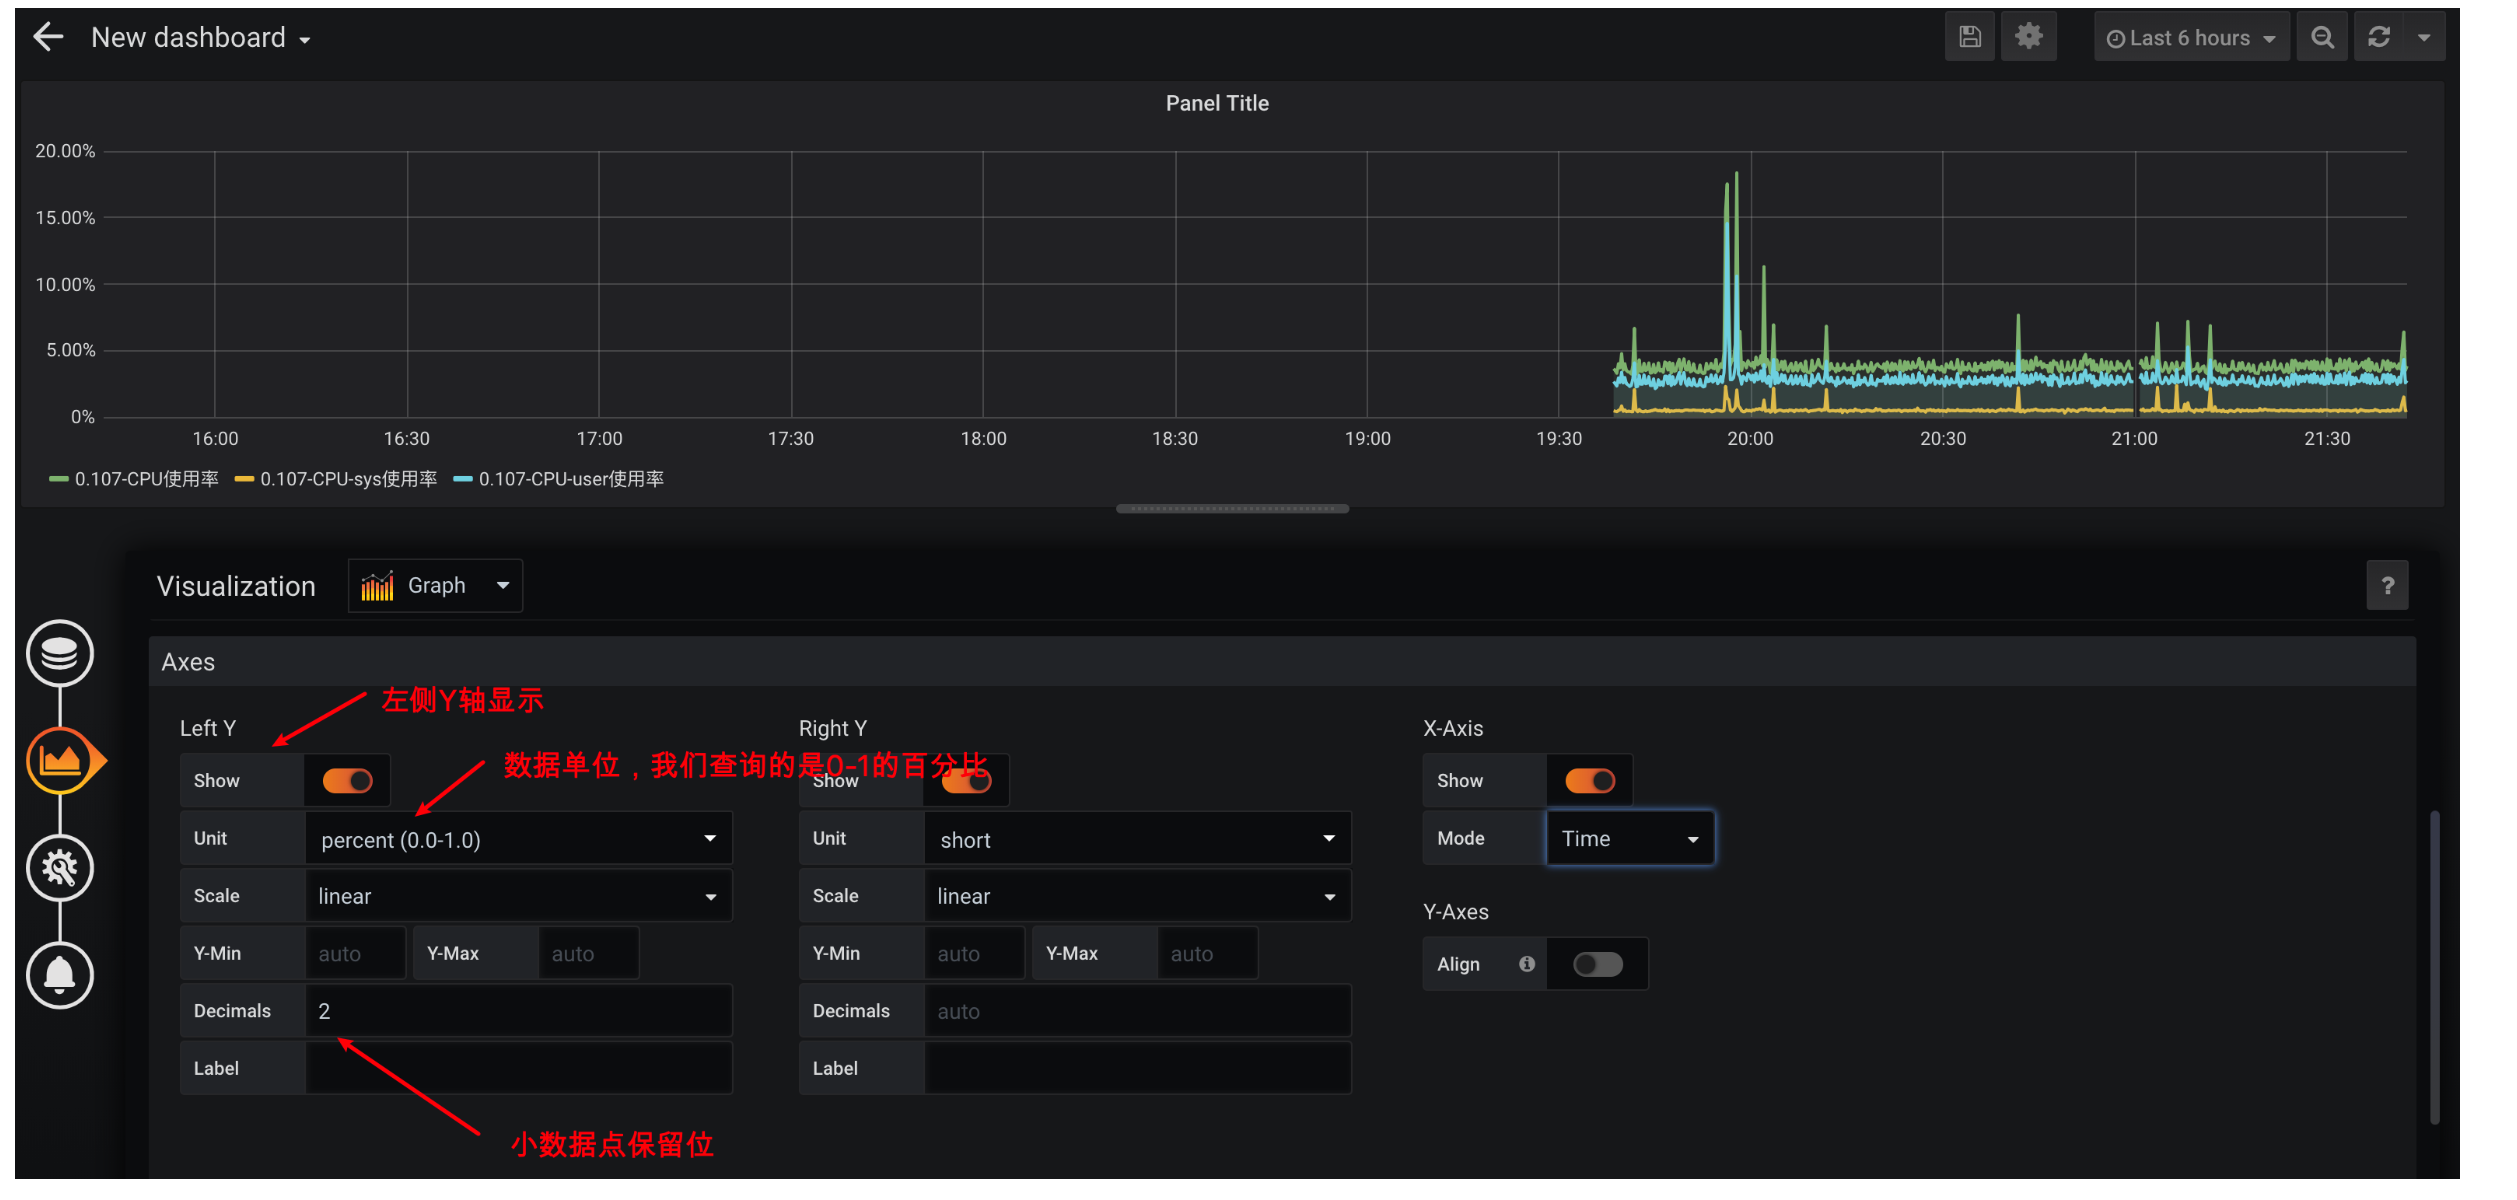 New dashboard
Last 6 hours
Panel Title
20.00%
15.00%
10.00%
5.00%
0%
16:00 16:30 17:00 17:30 18:00 18:30 19:00 19:30 20:00 20:30 21:00 21:30
0.107-CPU使用率 0.107-CPU-sys使用率 0.107-CPU-user使用率
Visualization Graph ?
Axes
左侧Y轴显示
Left Y Right Y X-Axis
数据单位，我们查询的是0-1的百分比
Show Show Show
Unit percent (0.0-1.0) Unit short Mode Time
Scale linear Scale linear
Y-Axes
Y-Min auto Y-Max auto Y-Min auto Y-Max auto
Align
Decimals 2 Decimals auto
Label Label
小数据点保留位